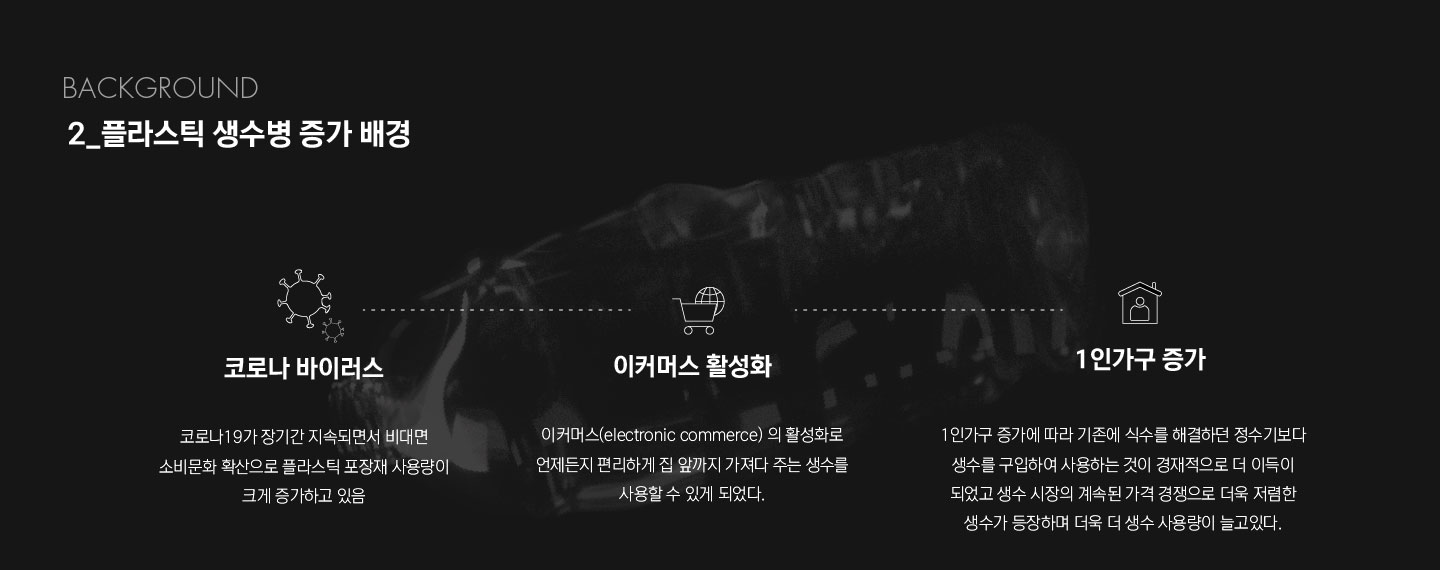 BACKGROUND
2_플라스틱 생수병 증가 배경
코로나 바이러스
코로나19가 장기간 지속되면서 비대면
소비문화 확산으로 플라스틱 포장재 사용량이
크게 증가하고 있음
이커머스 활성화
이커머스(electronic commerce) 의 활성화로
언제든지 편리하게 집 앞까지 가져다 주는 생수를
사용할 수 있게 되었다.
1인가구 증가
1인가구 증가에 따라 기존에 식수를 해결하던 정수기보다
생수를 구입하여 사용하는 것이 경재적으로 더 이득이
되었고 생수 시장의 계속된 가격 경쟁으로 더욱 저렴한
생수가 등장하며 더욱 더 생수 사용량이 늘고있다.